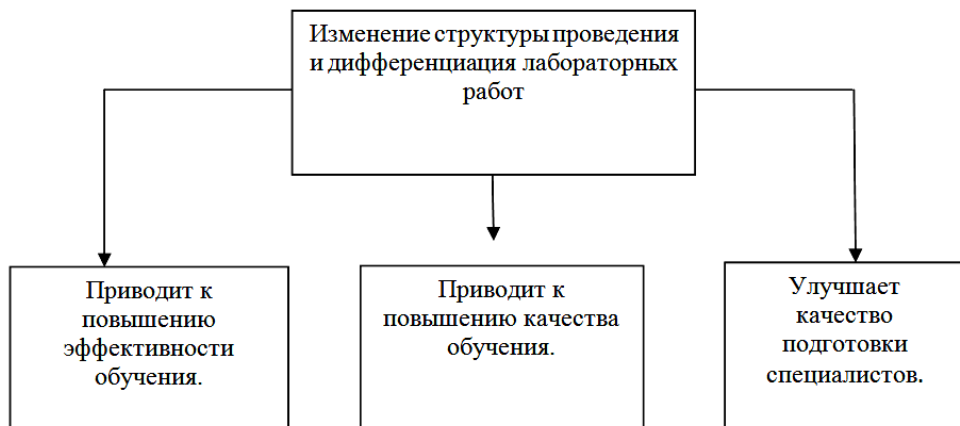 Изменение структуры проведения
и дифференциация лабораторных
работ
Приводит к
повышению
эффективности
обучения.
Приводит к
повышению качества
обучения.
Улучшает
качество
подготовки
специалистов.